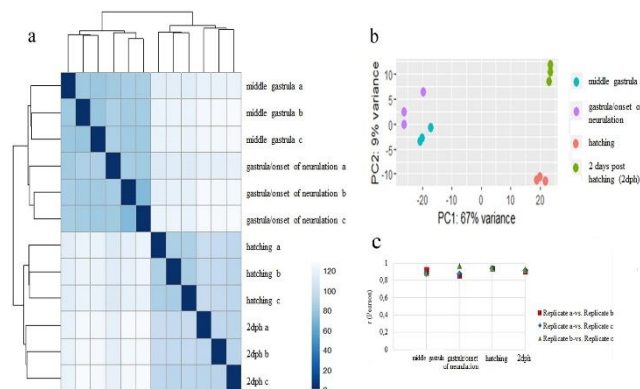 a
middle gastrula a
middle gastrula b
middle gastrula c
gastrula/onset of neurulation a
gastrula/onset of neurulation b
gastrula/onset of neurulation c
hatching a
hatching b
hatching c
2dph a
2dph b
2dph c
120
100
80
60
40
20
0
b
PC2: 9% variance
10
5
0
-5
-10
-20
0
20
PC1: 67% variance
middle gastrula
gastrula/onset o
neurulation
hatching
2 days post
hatching (2dph)
c
r (Pearson)
1
0,8
0,6
0,4
0,2
0
middle gastrula
gastrula/onset of
neurulation
hatching
2dph
Replicate a-vs. Replicate b
Replicate a-vs. Replicate c
Replicate b-vs. Replicate c